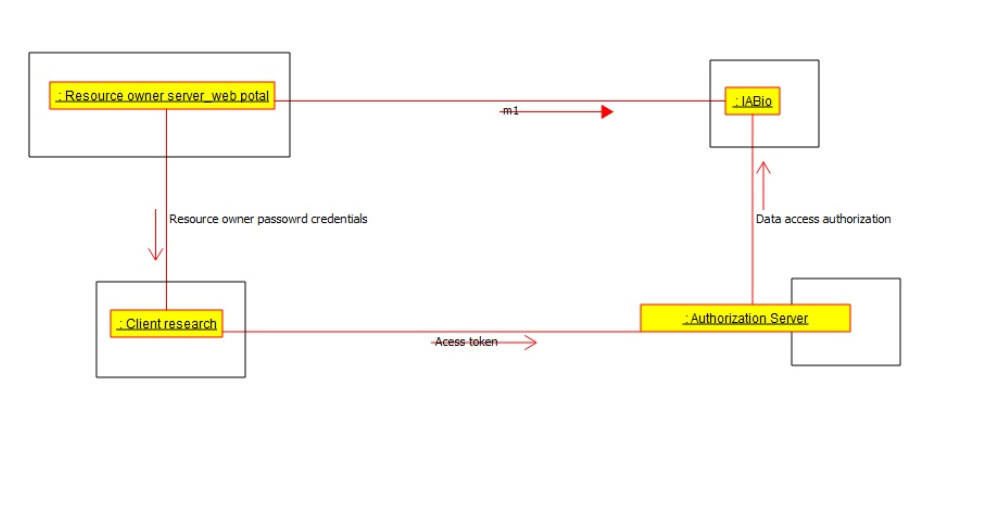 : Resource owner server_web potal
: IABio
m1
Resource owner passowrd credentials
Data access authorization
: Client research
: Authorization Server
Acess token